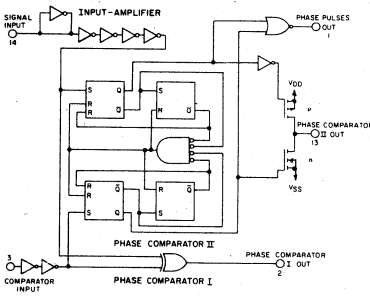 SIGNAL INPUT-AMPLIFIER
INPUT
14
PHASE PULSES
OUT
1
VDD
p
PHASE COMPARATOR
II OUT
13
n
VSS
S Q S
R
R Q̅ R Q̅
R Q̅ R Q̅
R
S Q S
PHASE COMPARATOR II
3
COMPARATOR
INPUT
PHASE COMPARATOR
I OUT
2
PHASE COMPARATOR I